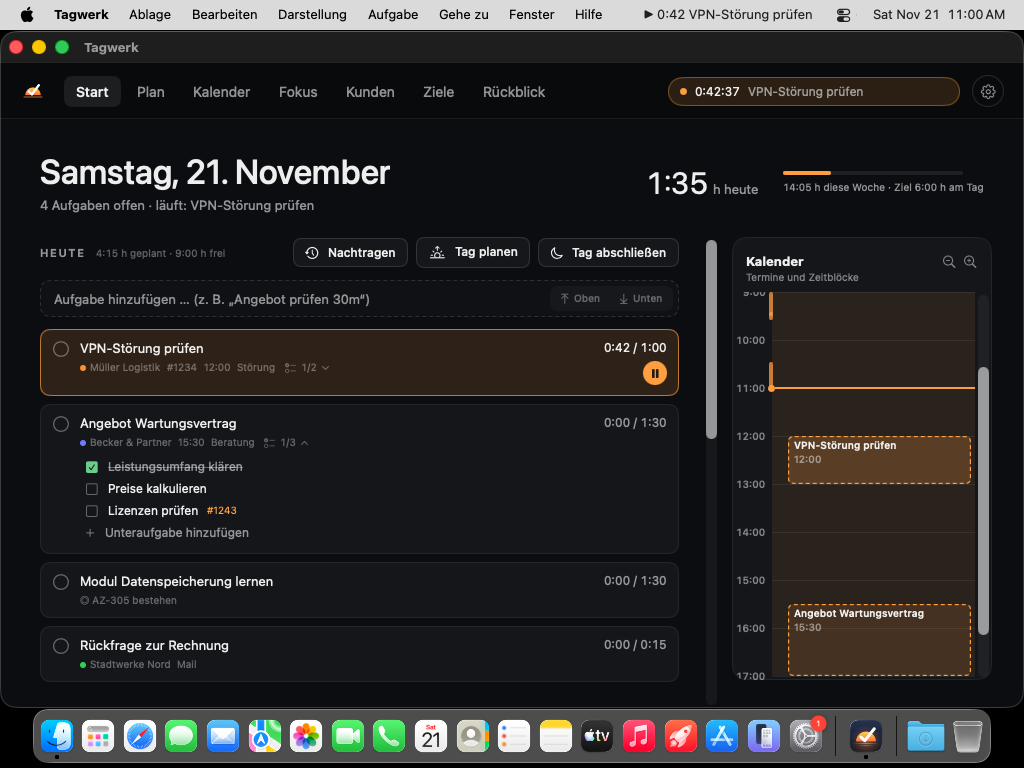 Tagwerk Ablage Bearbeiten Darstellung Aufgabe Gehe zu Fenster Hilfe 0:42 VPN-Störung prüfen Sat Nov 21 11:00 AM
Tagwerk
Start Plan Kalender Fokus Kunden Ziele Rückblick 0:42:37 VPN-Störung prüfen
Samstag, 21. November
4 Aufgaben offen · läuft: VPN-Störung prüfen
1:35 h heute
14:05 h diese Woche · Ziel 6:00 h am Tag
HEUTE 4:15 h geplant · 9:00 h frei
Nachtragen Tag planen Tag abschließen
Aufgabe hinzufügen … (z. B. „Angebot prüfen 30m“) Oben Unten
VPN-Störung prüfen 0:42 / 1:00
Müller Logistik #1234 12:00 Störung 1/2
Angebot Wartungsvertrag 0:00 / 1:30
Becker & Partner 15:30 Beratung 1/3
Leistungsumfang klären
Preise kalkulieren
Lizenzen prüfen #1243
+ Unteraufgabe hinzufügen
Modul Datenspeicherung lernen 0:00 / 1:30
AZ-305 bestehen
Rückfrage zur Rechnung 0:00 / 0:15
Stadtwerke Nord Mail
Kalender
Termine und Zeitblöcke
9:00
10:00
11:00
12:00
VPN-Störung prüfen
12:00
13:00
14:00
15:00
Angebot Wartungsvertrag
15:30
16:00
17:00
Sat
21
tv
1